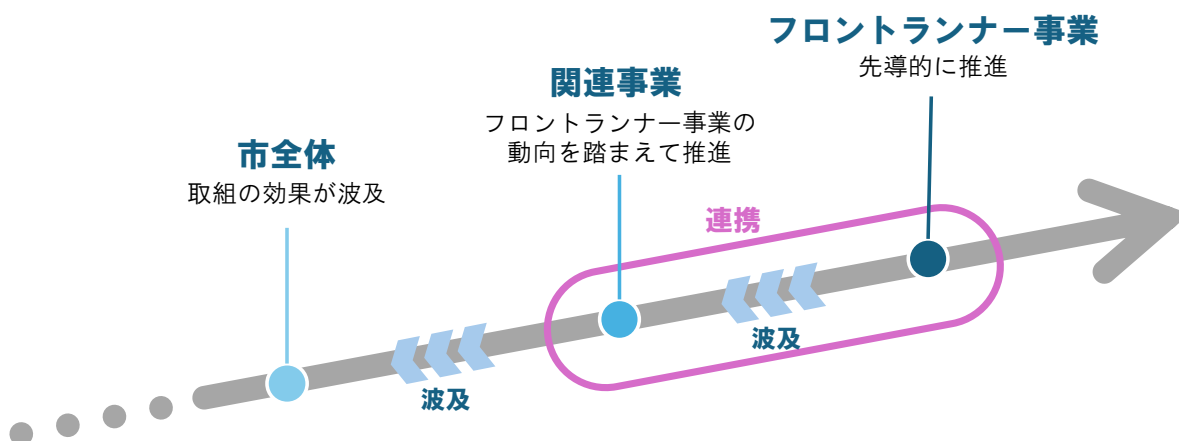 フロントランナー事業
先導的に推進
関連事業
フロントランナー事業の
動向を踏まえて推進
市全体
取組の効果が波及
連携
波及
波及